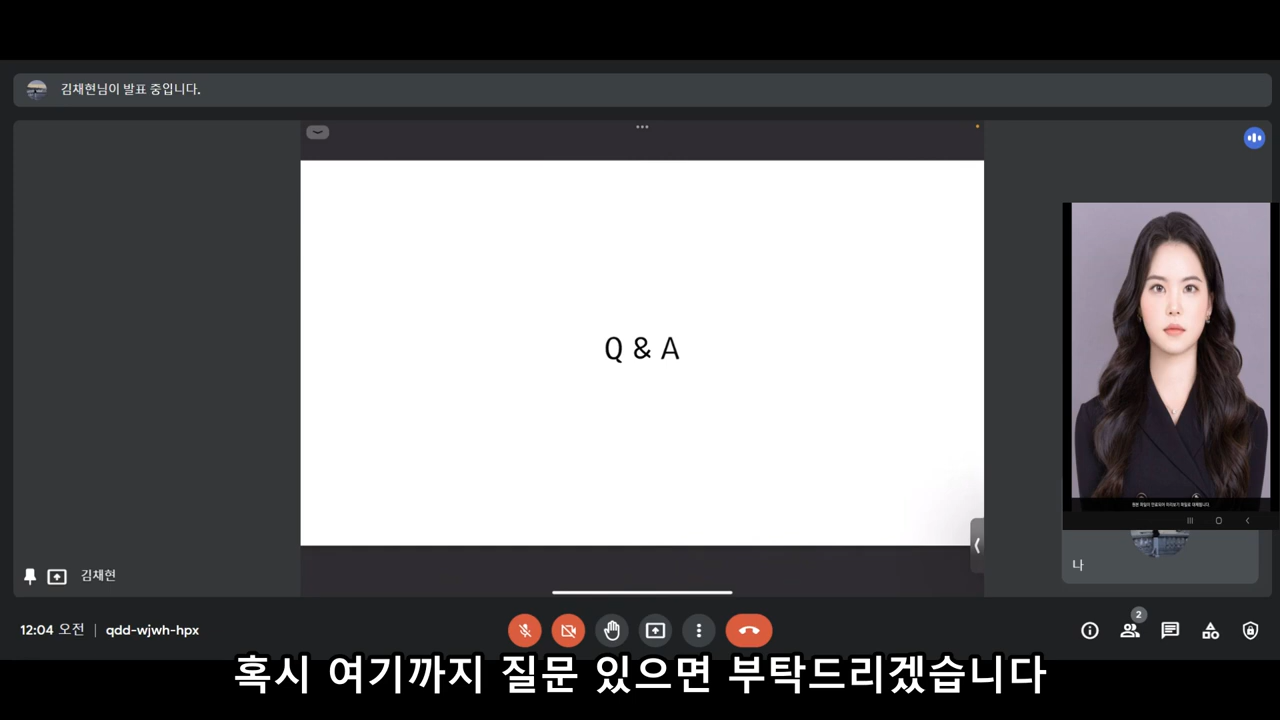 김채현님이 발표 중입니다.
Q & A
나
김채현
12:04 오전 | qdd-wjwh-hpx
2
혹시 여기까지 질문 있으면 부탁드리겠습니다